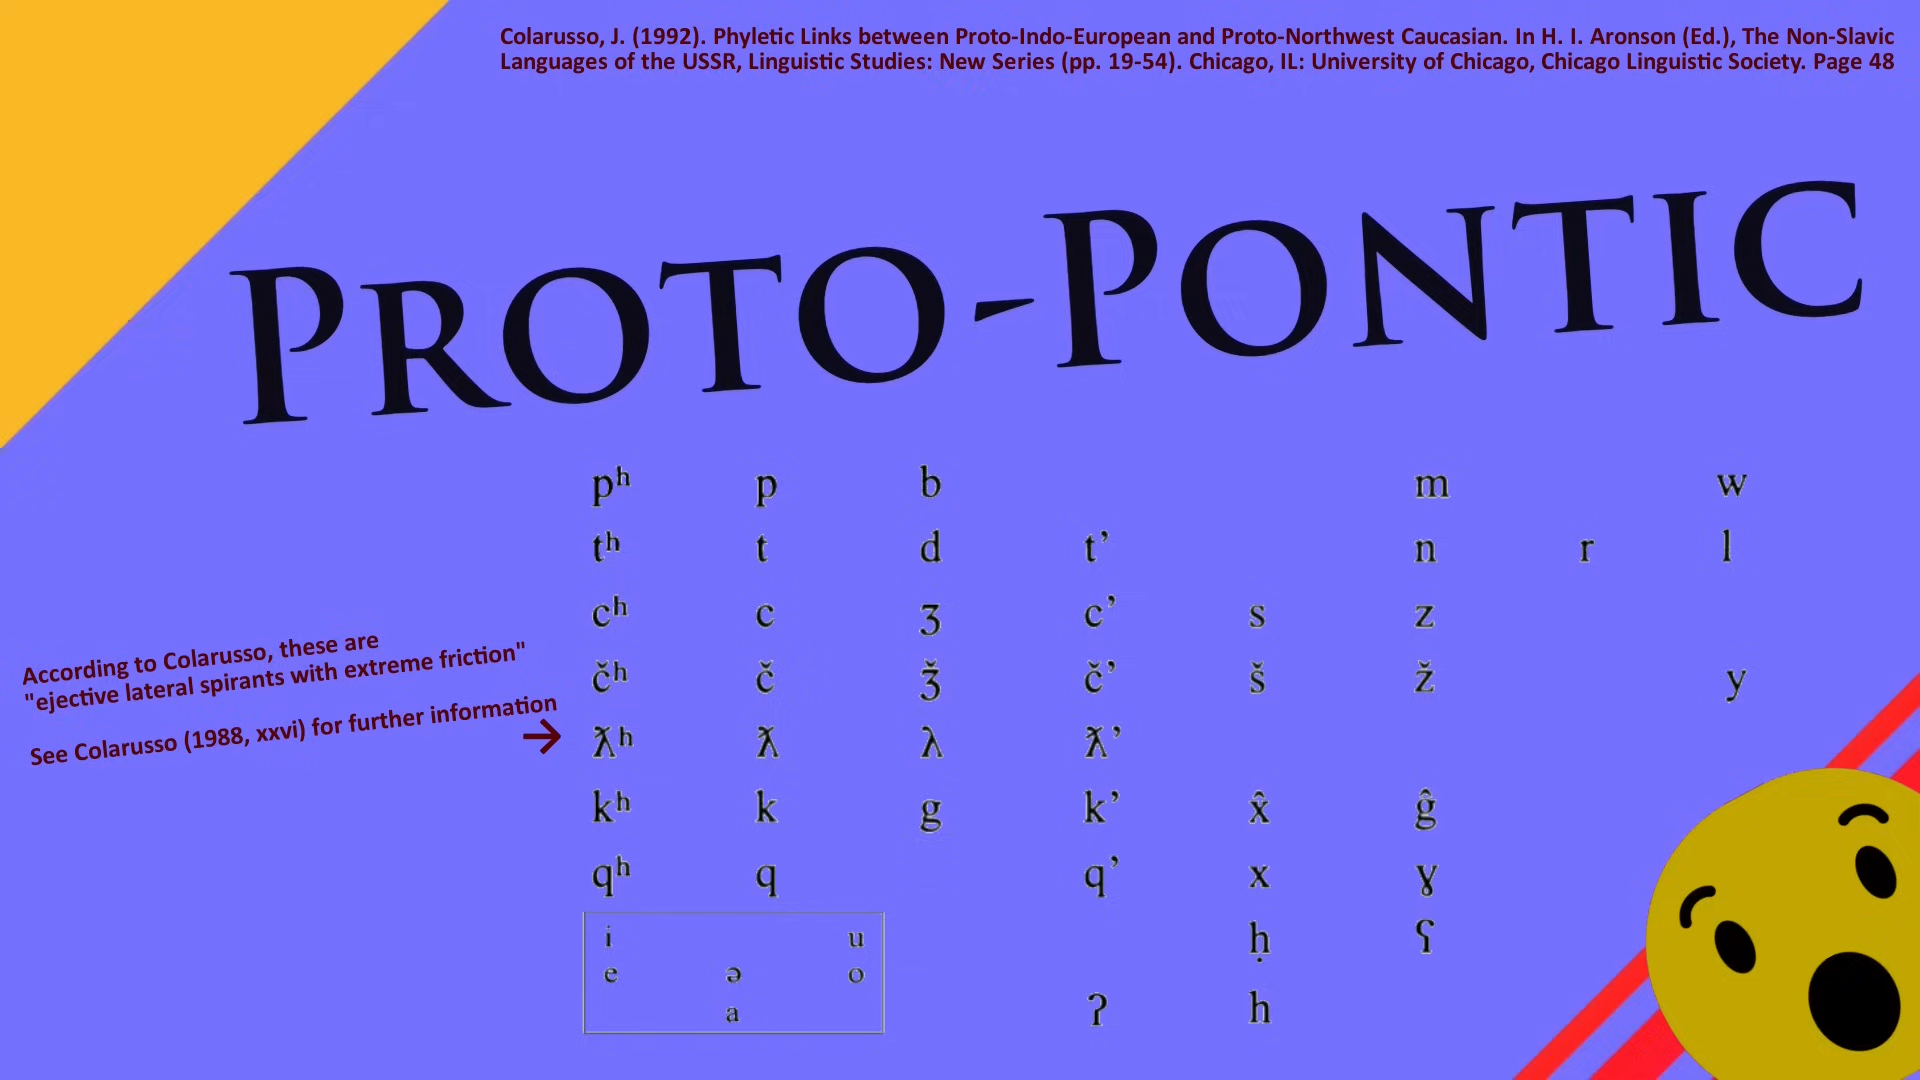 Colarusso, J. (1992). Phyletic Links between Proto-Indo-European and Proto-Northwest Caucasian. In H. I. Aronson (Ed.), The Non-Slavic
Languages of the USSR, Linguistic Studies: New Series (pp. 19-54). Chicago, IL: University of Chicago, Chicago Linguistic Society. Page 48
PROTO-PONTIC
pʰ p b m w
tʰ t d t’ n r l
cʰ c ʒ c’ s z
According to Colarusso, these are
"ejective lateral spirants with extreme friction"
čʰ č ǯ č’ š ž y
See Colarusso (1988, xxvi) for further information
→ ƛ̌ʰ ƛ̌ λ ƛ̌’
kʰ k g k’ x̂ ĝ
qʰ q q’ x ɣ
i u
ḥ ʕ
e ə o
a
ʔ h